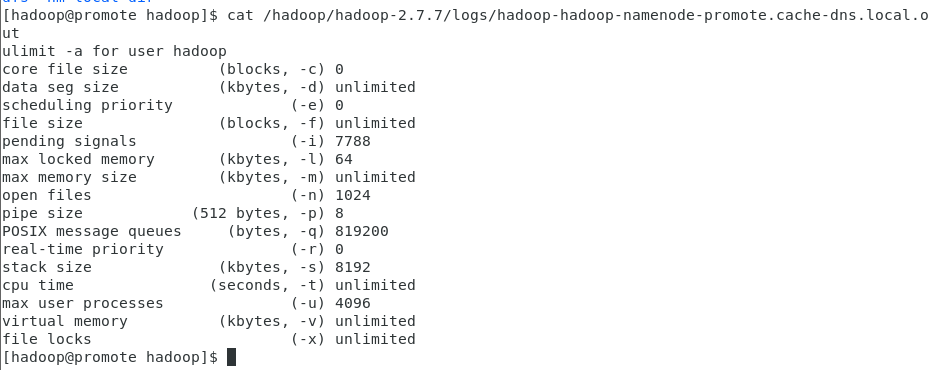 [hadoop@promote hadoop]$ cat /hadoop/hadoop-2.7.7/logs/hadoop-hadoop-namenode-promote.cache-dns.local.o
ut
ulimit -a for user hadoop
core file size          (blocks, -c) 0
data seg size           (kbytes, -d) unlimited
scheduling priority             (-e) 0
file size               (blocks, -f) unlimited
pending signals                 (-i) 7788
max locked memory       (kbytes, -l) 64
max memory size         (kbytes, -m) unlimited
open files                      (-n) 1024
pipe size            (512 bytes, -p) 8
POSIX message queues     (bytes, -q) 819200
real-time priority              (-r) 0
stack size              (kbytes, -s) 8192
cpu time               (seconds, -t) unlimited
max user processes              (-u) 4096
virtual memory          (kbytes, -v) unlimited
file locks                      (-x) unlimited
[hadoop@promote hadoop]$